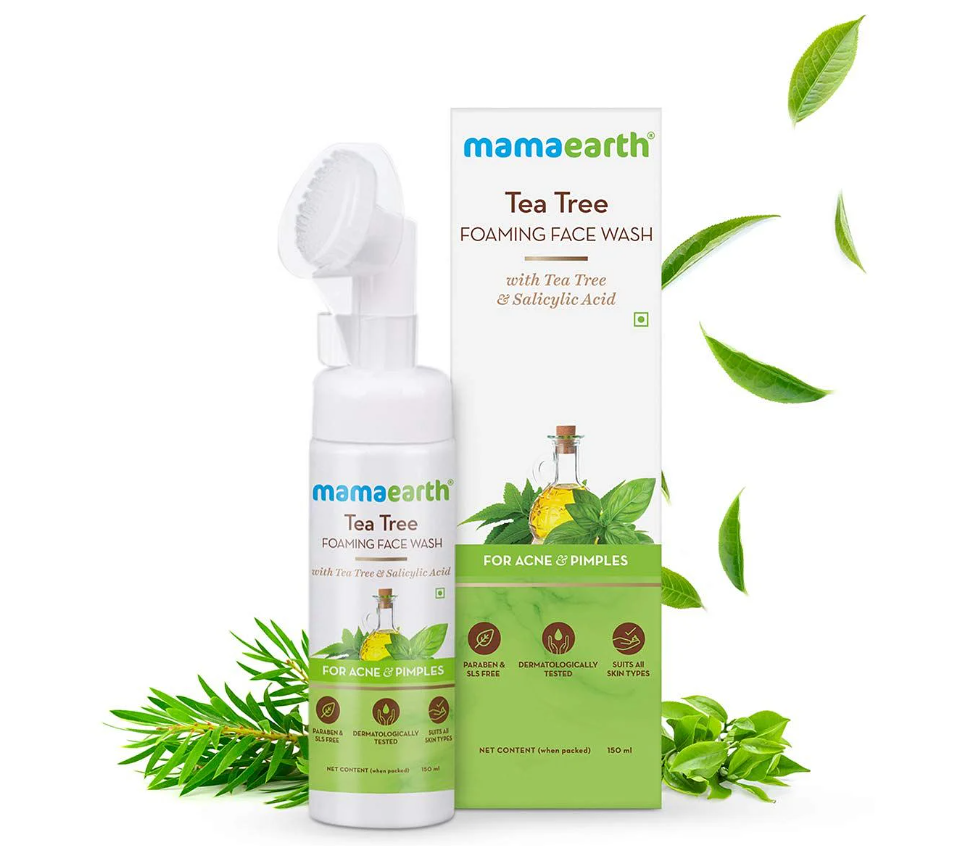 mamaearth®
Tea Tree
FOAMING FACE WASH
with Tea Tree
& Salicylic Acid
FOR ACNE & PIMPLES
PARABEN &
SLS FREE
DERMATOLOGICALLY
TESTED
SUITS All
SKIN TYPES
NET CONTENT (when packed) 150 ml
mamaearth®
Tea Tree
FOAMING FACE WASH
with Tea Tree & Salicylic Acid
FOR ACNE & PIMPLES
PARABEN &
SLS FREE
DERMATOLOGICALLY
TESTED
SUITS All
SKIN TYPES
NET CONTENT (when packed) 150 ml